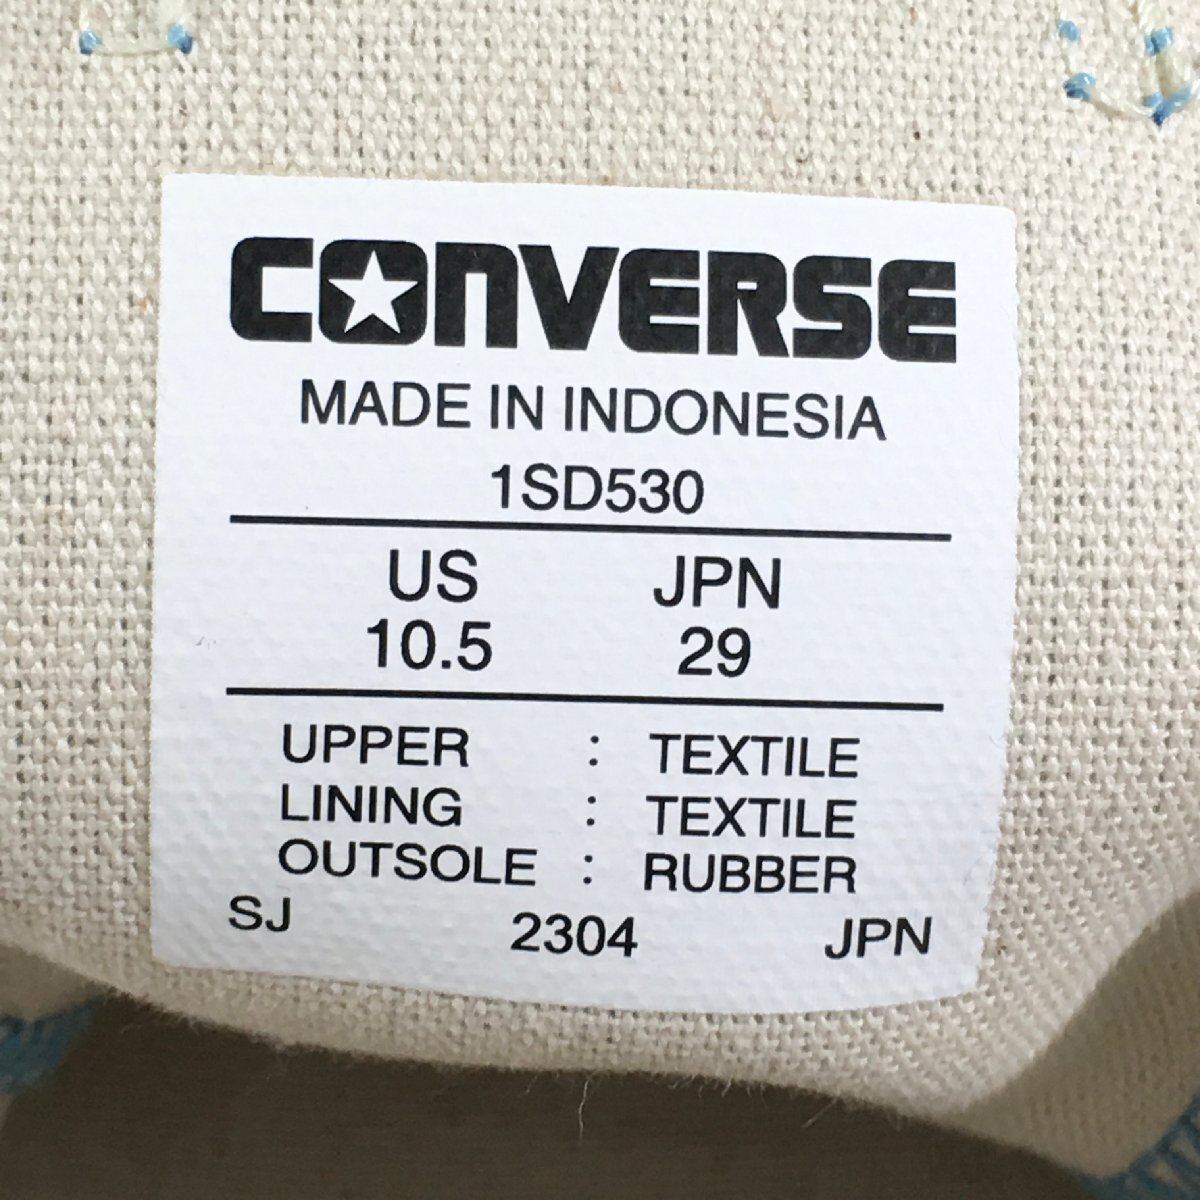 CONVERSE
MADE IN INDONESIA
1SD530
US JPN
10.5 29
UPPER : TEXTILE
LINING : TEXTILE
OUTSOLE : RUBBER
SJ 2304 JPN